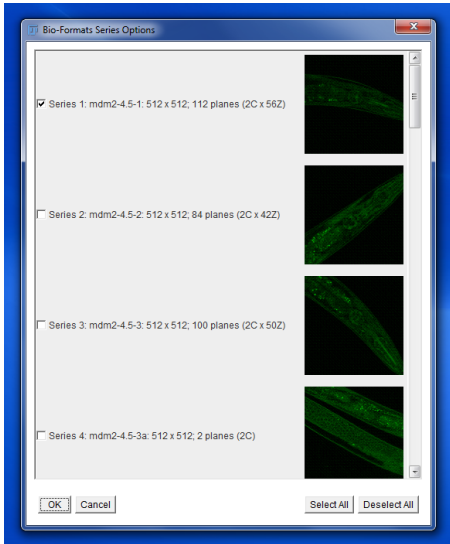 Bio-Formats Series Options
Series 1: mdm2-4.5-1: 512 x 512; 112 planes (2C x 56Z)
Series 2: mdm2-4.5-2: 512 x 512; 84 planes (2C x 42Z)
Series 3: mdm2-4.5-3: 512 x 512; 100 planes (2C x 50Z)
Series 4: mdm2-4.5-3a: 512 x 512; 2 planes (2C)
OK Cancel Select All Deselect All